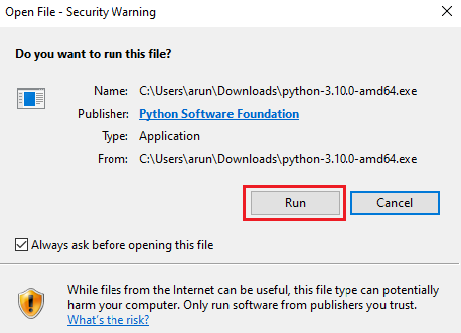 Open File - Security Warning
Do you want to run this file?
Name: C:\Users\arun\Downloads\python-3.10.0-amd64.exe
Publisher: Python Software Foundation
Type: Application
From: C:\Users\arun\Downloads\python-3.10.0-amd64.exe
Run Cancel
Always ask before opening this file
While files from the Internet can be useful, this file type can potentially
harm your computer. Only run software from publishers you trust.
What's the risk?